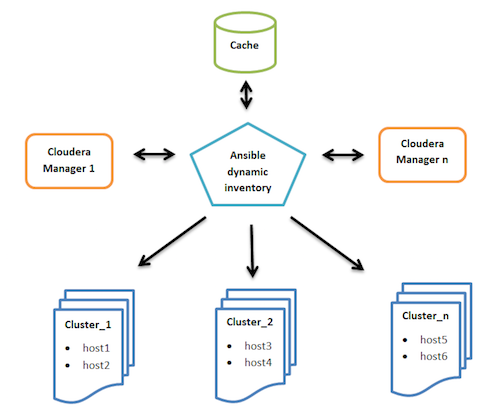 Cache
Cloudera
Manager 1
Ansible
dynamic
inventory
Cloudera
Manager n
Cluster_1
• host1
• host2
Cluster_2
• host3
• host4
Cluster_n
• host5
• host6